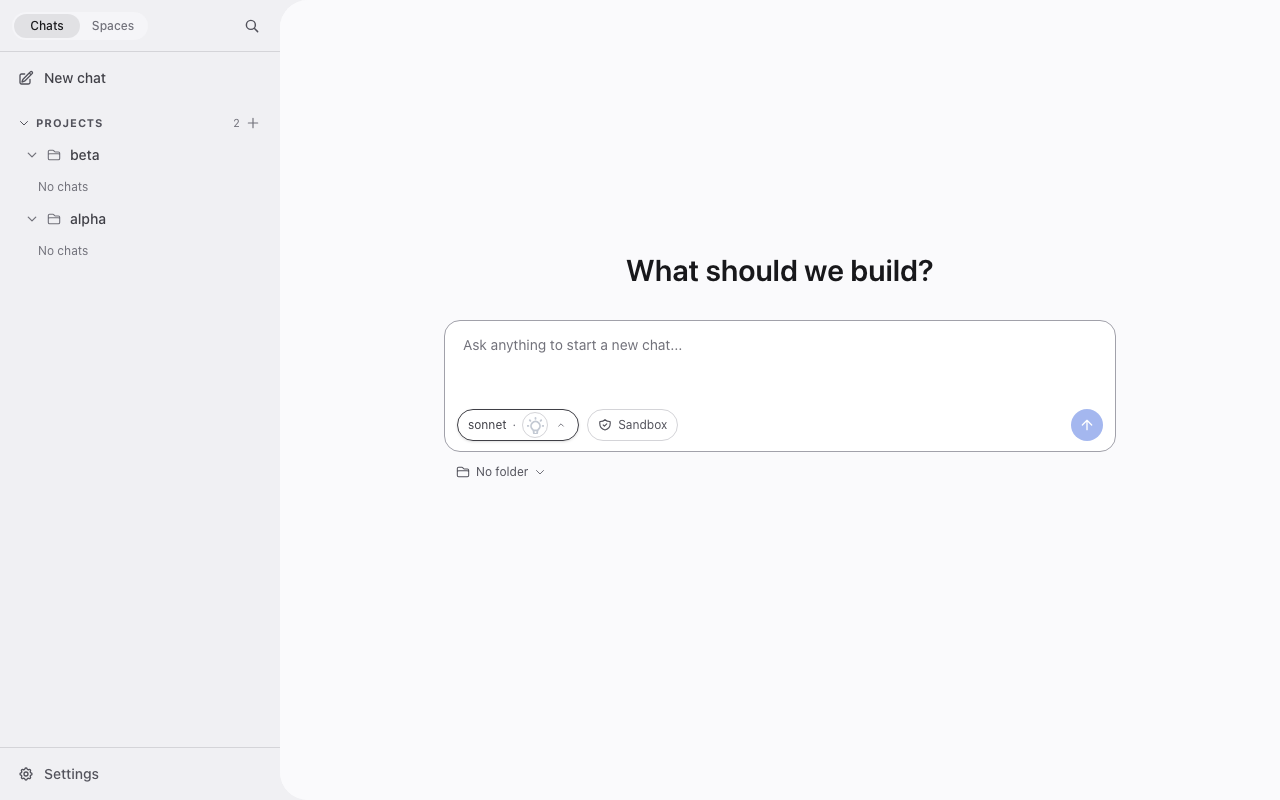 Chats
Spaces
New chat
PROJECTS
2
beta
No chats
alpha
No chats
What should we build?
Ask anything to start a new chat...
sonnet ·
Sandbox
No folder
Settings